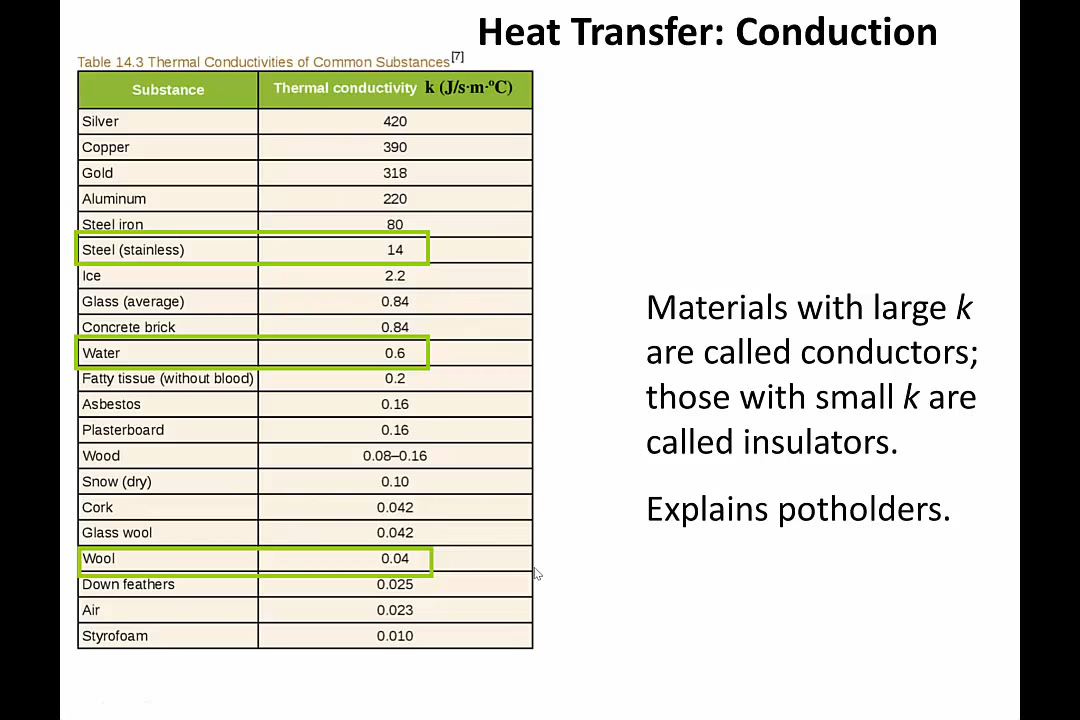 Heat Transfer: Conduction
Table 14.3 Thermal Conductivities of Common Substances[7]
Substance Thermal conductivity k (J/s·m·ºC)
Silver 420
Copper 390
Gold 318
Aluminum 220
Steel iron 80
Steel (stainless) 14
Ice 2.2
Glass (average) 0.84
Concrete brick 0.84
Water 0.6
Fatty tissue (without blood) 0.2
Asbestos 0.16
Plasterboard 0.16
Wood 0.08–0.16
Snow (dry) 0.10
Cork 0.042
Glass wool 0.042
Wool 0.04
Down feathers 0.025
Air 0.023
Styrofoam 0.010
Materials with large k
are called conductors;
those with small k are
called insulators.
Explains potholders.